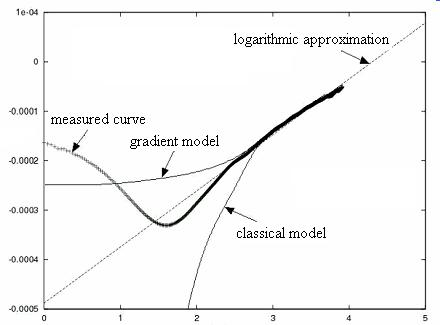 1e-04
logarithmic approximation
0
-0.0001
measured curve
gradient model
-0.0002
-0.0003
classical model
-0.0004
-0.0005
0 1 2 3 4 5